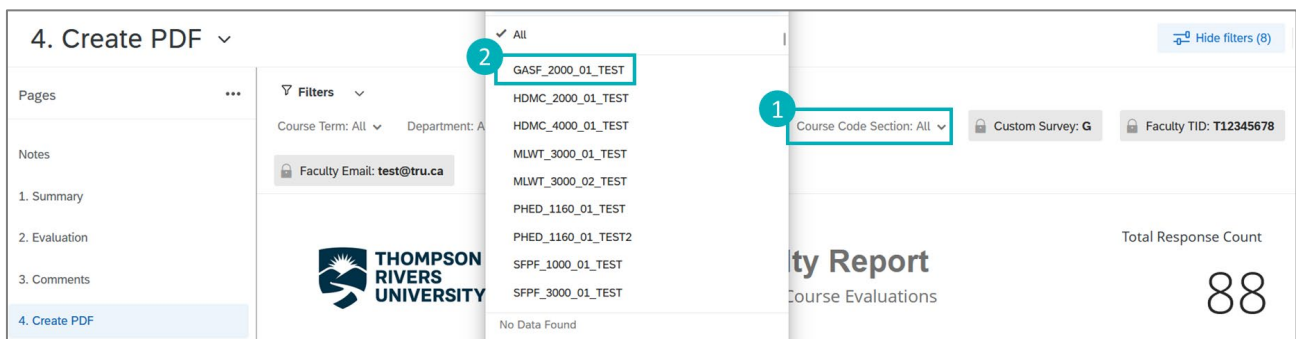 4. Create PDF
Hide filters (8)
Pages
Notes
1. Summary
2. Evaluation
3. Comments
4. Create PDF
Filters
Course Term: All
Department: A
Course Code Section: All
Custom Survey: G
Faculty TID: T12345678
Faculty Email: test@tru.ca
1
2
All
GASF_2000_01_TEST
HDMC_2000_01_TEST
HDMC_4000_01_TEST
MLWT_3000_01_TEST
MLWT_3000_02_TEST
PHED_1160_01_TEST
PHED_1160_01_TEST2
SFPF_1000_01_TEST
SFPF_3000_01_TEST
No Data Found
THOMPSON
RIVERS
UNIVERSITY
lty Report
Course Evaluations
Total Response Count
88